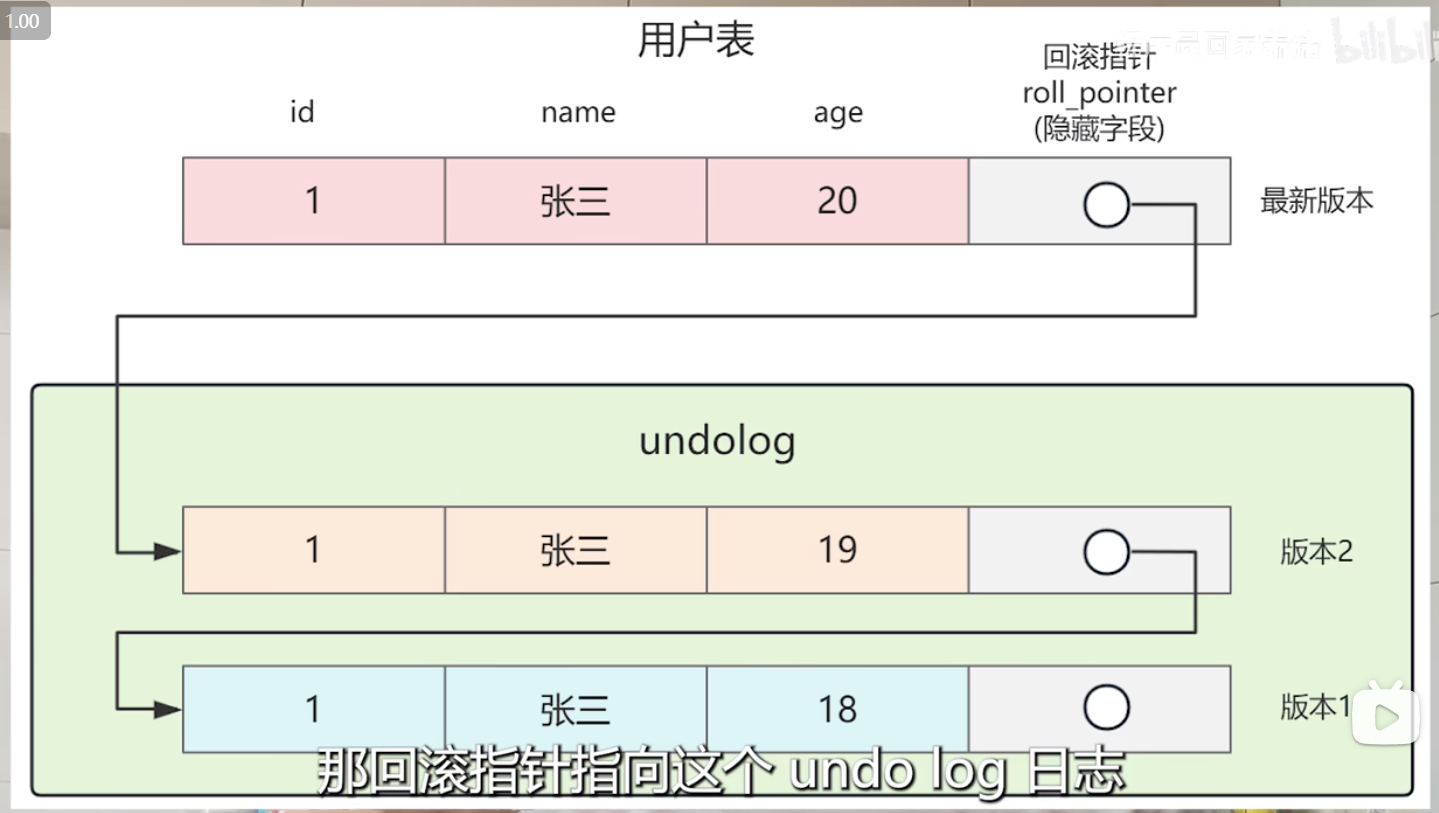 1.00
用户表
bilibili
id
name
age
回滚指针
roll_pointer
(隐藏字段)
1
张三
20
最新版本
undolog
1
张三
19
版本2
1
张三
18
版本1
那回滚指针指向这个 undo log 日志